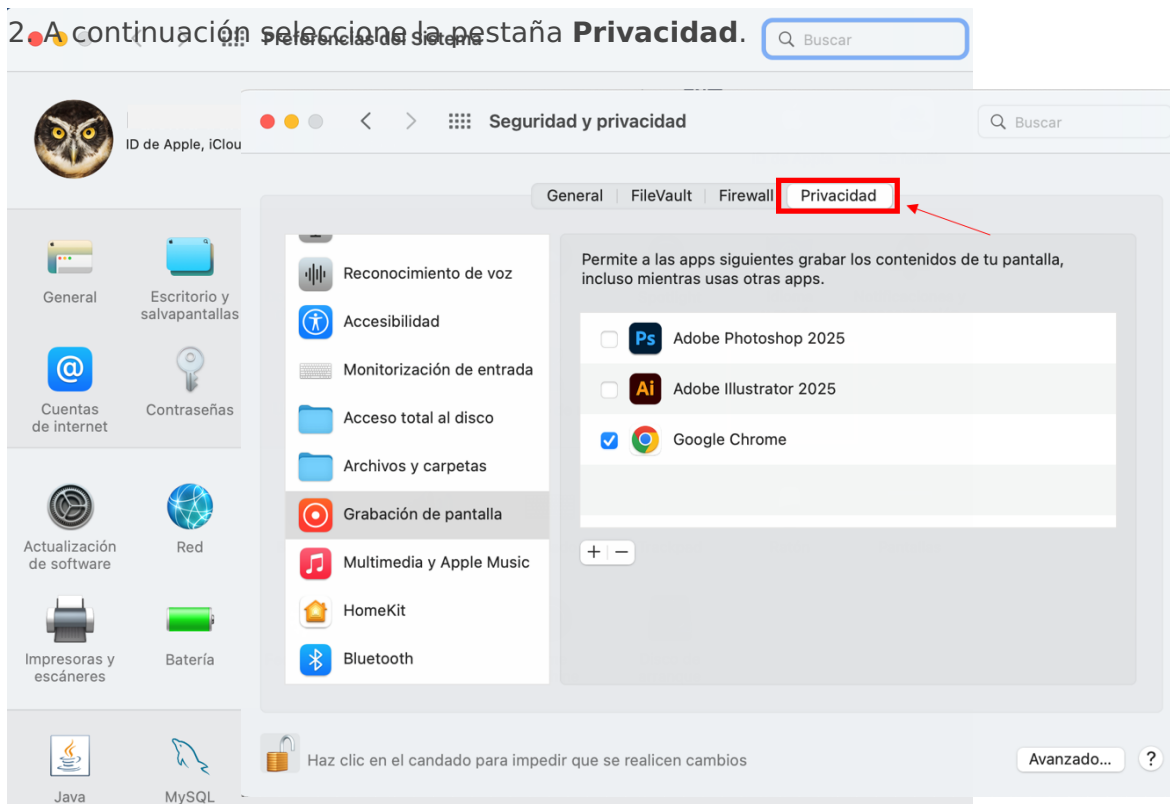 2. A continuación seleccione la pestaña Privacidad.
Preferencias del Sistema
Buscar
ID de Apple, iClou
Seguridad y privacidad
Buscar
General
FileVault
Firewall
Privacidad
General
Escritorio y
salvapantallas
Cuentas
de internet
Contraseñas
Actualización
de software
Red
Impresoras y
escáneres
Batería
Java
MySQL
Reconocimiento de voz
Accesibilidad
Monitorización de entrada
Acceso total al disco
Archivos y carpetas
Grabación de pantalla
Multimedia y Apple Music
HomeKit
Bluetooth
Permite a las apps siguientes grabar los contenidos de tu pantalla,
incluso mientras usas otras apps.
Ps Adobe Photoshop 2025
Ai Adobe Illustrator 2025
Google Chrome
+ −
Haz clic en el candado para impedir que se realicen cambios
Avanzado...
?